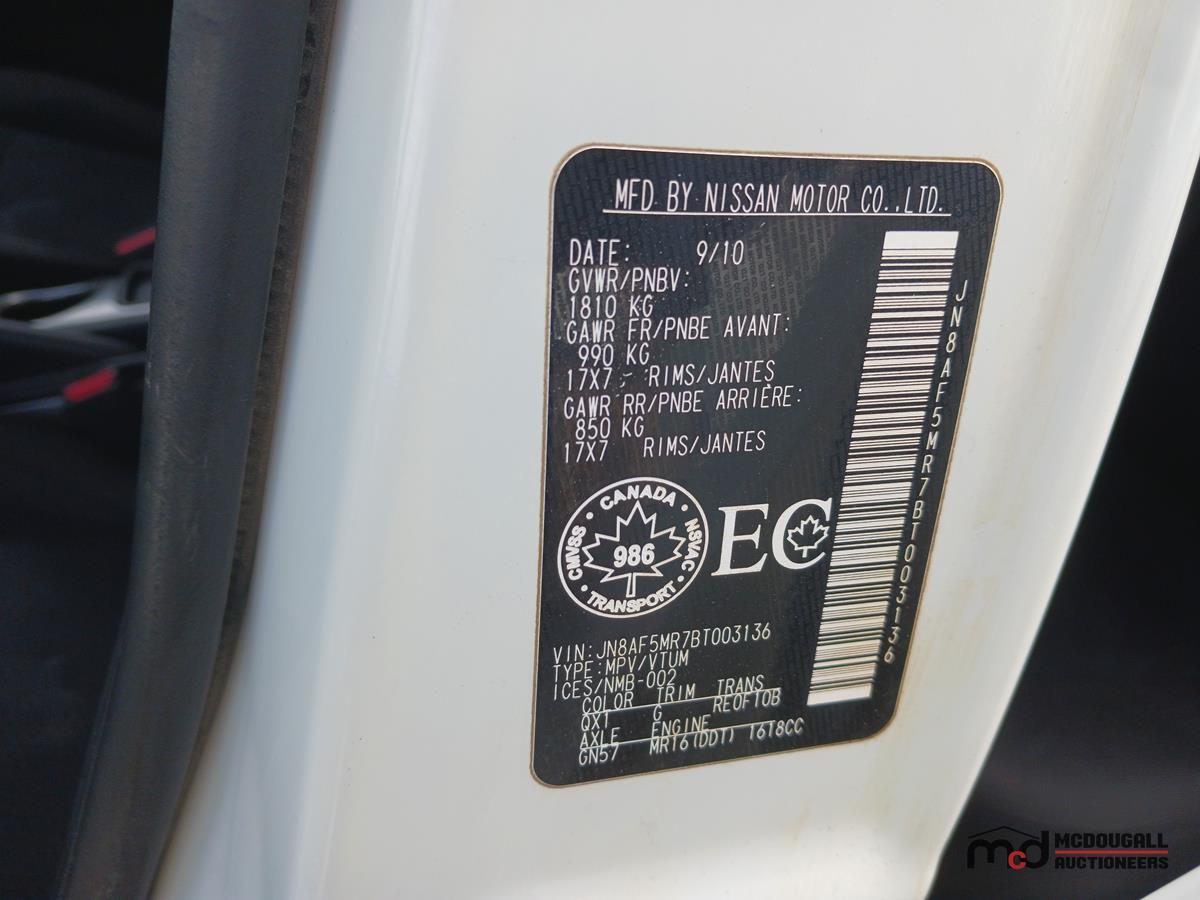 MFD BY NISSAN MOTOR CO.,LTD.
DATE: 9/10
GVWR/PNBV:
1810 KG
GAWR FR/PNBE AVANT:
990 KG
17X7 - RIMS/JANTES
GAWR RR/PNBE ARRIÈRE:
850 KG
17X7 RIMS/JANTES
CANADA
CMVSS · NSVAC
986
TRANSPORT
EC
JN8AF5MR7BT003136
VIN: JN8AF5MR7BT003136
TYPE: MPV/VTUM
ICES/NMB-002
COLOR TRIM TRANS
QX1 G RE0F10B
AXLE ENGINE
GN57 MR16(DDT) 1618CC
mcd MCDOUGALL
AUCTIONEERS